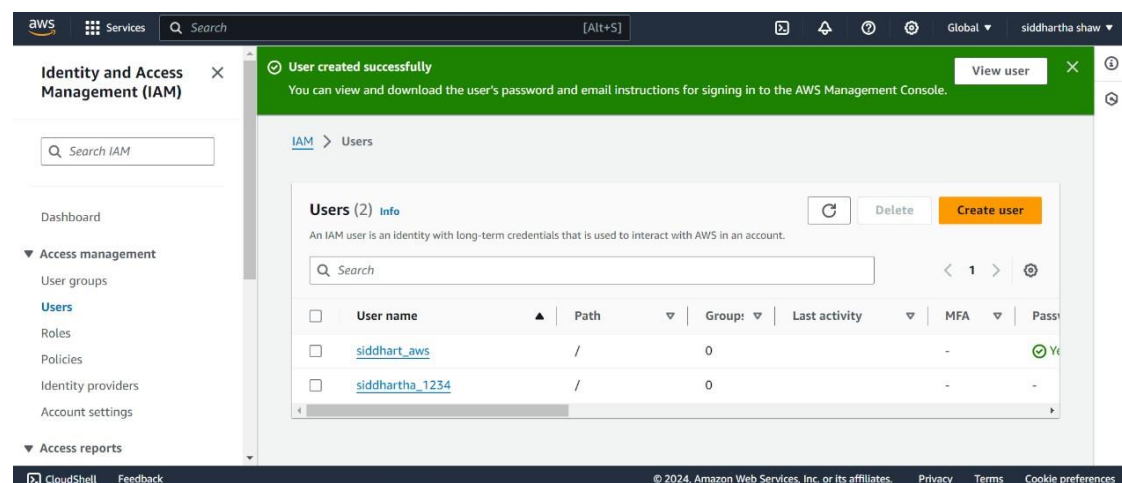 aws Services Search [Alt+S] Global siddhartha shaw
Identity and Access
Management (IAM)
Search IAM
Dashboard
Access management
User groups
Users
Roles
Policies
Identity providers
Account settings
Access reports
User created successfully
You can view and download the user's password and email instructions for signing in to the AWS Management Console.
View user
IAM > Users
Users (2) Info
Delete
Create user
An IAM user is an identity with long-term credentials that is used to interact with AWS in an account.
Search
1
User name Path Group: Last activity MFA
siddhart_aws / 0 -
siddhartha_1234 / 0 - -
CloudShell Feedback © 2024, Amazon Web Services, Inc. or its affiliates. Privacy Terms Cookie preferences